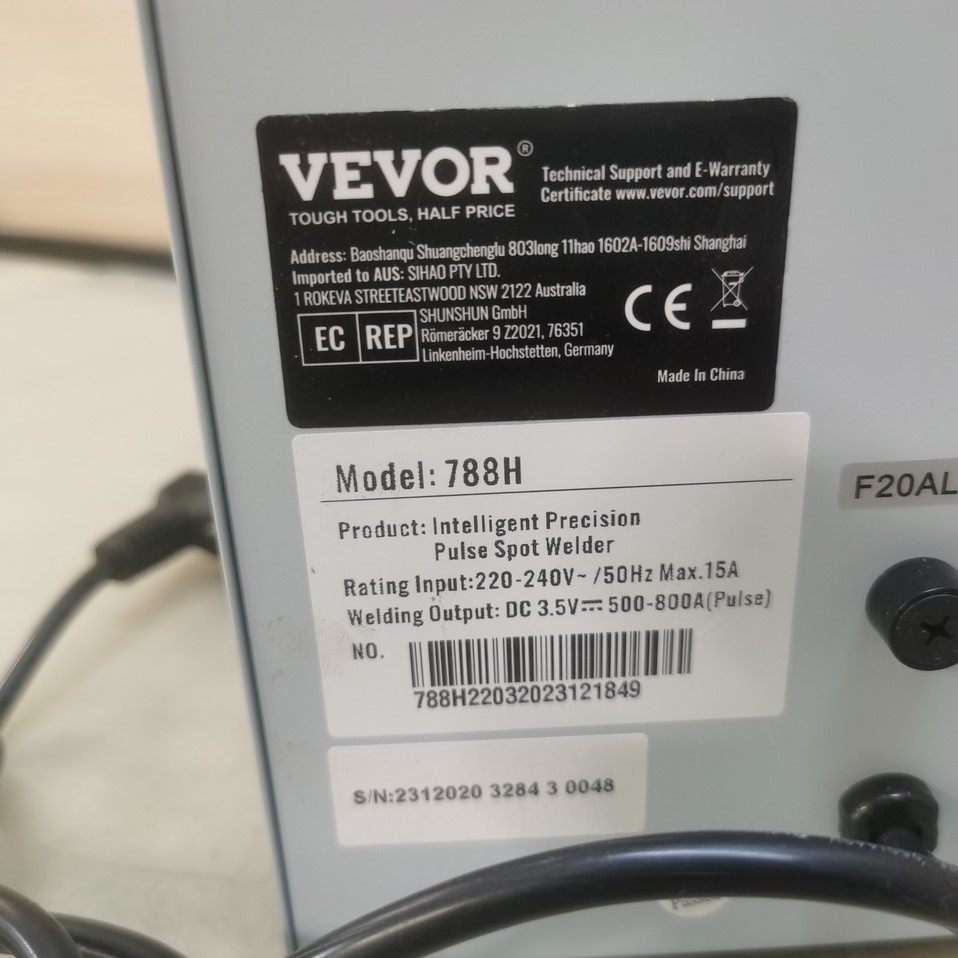 VEVOR®
TOUGH TOOLS, HALF PRICE
Technical Support and E-Warranty
Certificate www.vevor.com/support
Address: Baoshanqu Shuangchenglu 803long 11hao 1602A-1609shi Shanghai
Imported to AUS: SIHAO PTY LTD.
1 ROKEVA STREETEASTWOOD NSW 2122 Australia
EC REP
SHUNSHUN GmbH
Römeräcker 9 Z2021, 76351
Linkenheim-Hochstetten, Germany
CE
Made In China
Model: 788H
Product: Intelligent Precision
Pulse Spot Welder
Rating Input:220-240V~ /50Hz Max.15A
Welding Output: DC 3.5V⎓ 500-800A(Pulse)
NO.
788H22032023121849
S/N:2312020 3284 3 0048
F20AL